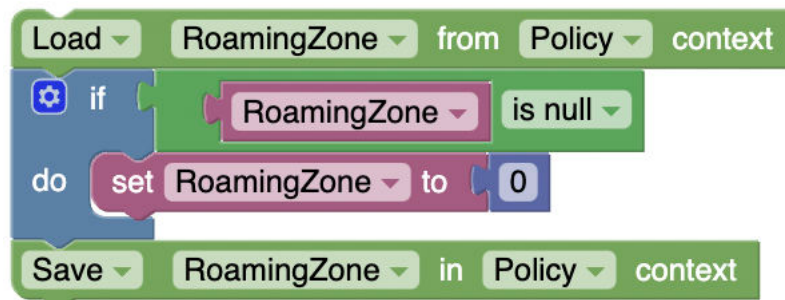 Load RoamingZone from Policy context
if RoamingZone is null
do set RoamingZone to 0
Save RoamingZone in Policy context